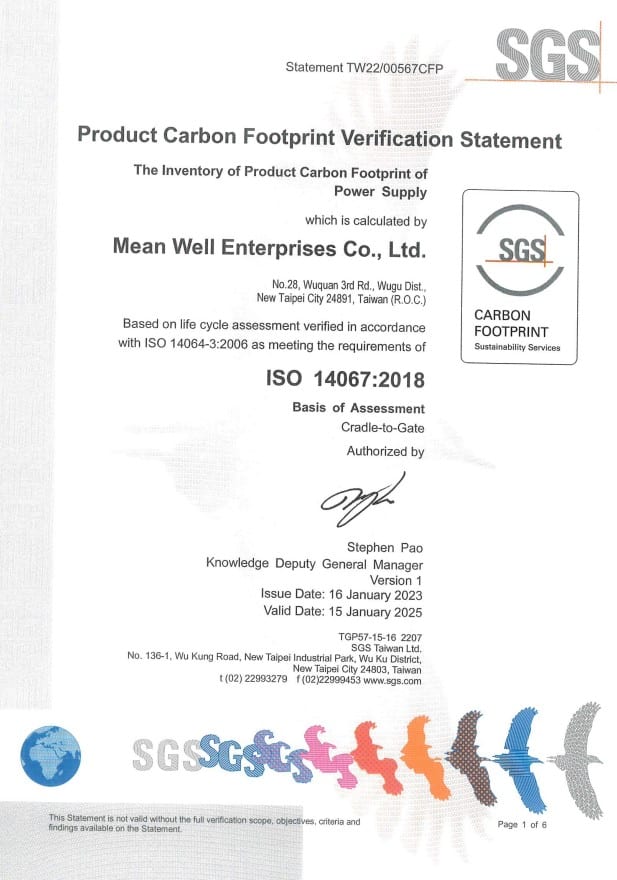 Statement TW22/00567CFP
SGS
Product Carbon Footprint Verification Statement
The Inventory of Product Carbon Footprint of
Power Supply
which is calculated by
Mean Well Enterprises Co., Ltd.
No.28, Wuquan 3rd Rd., Wugu Dist.,
New Taipei City 24891, Taiwan (R.O.C.)
Based on life cycle assessment verified in accordance
with ISO 14064-3:2006 as meeting the requirements of
ISO 14067:2018
Basis of Assessment
Cradle-to-Gate
Authorized by
SGS
CARBON
FOOTPRINT
Sustainability Services
Stephen Pao
Knowledge Deputy General Manager
Version 1
Issue Date: 16 January 2023
Valid Date: 15 January 2025
TGP57-15-16 2207
SGS Taiwan Ltd.
No. 136-1, Wu Kung Road, New Taipei Industrial Park, Wu Ku District,
New Taipei City 24803, Taiwan
t (02) 22993279 f (02)22999453 www.sgs.com
SGSSGSSGS
This Statement is not valid without the full verification scope, objectives, criteria and
findings available on the Statement.
Page 1 of 6